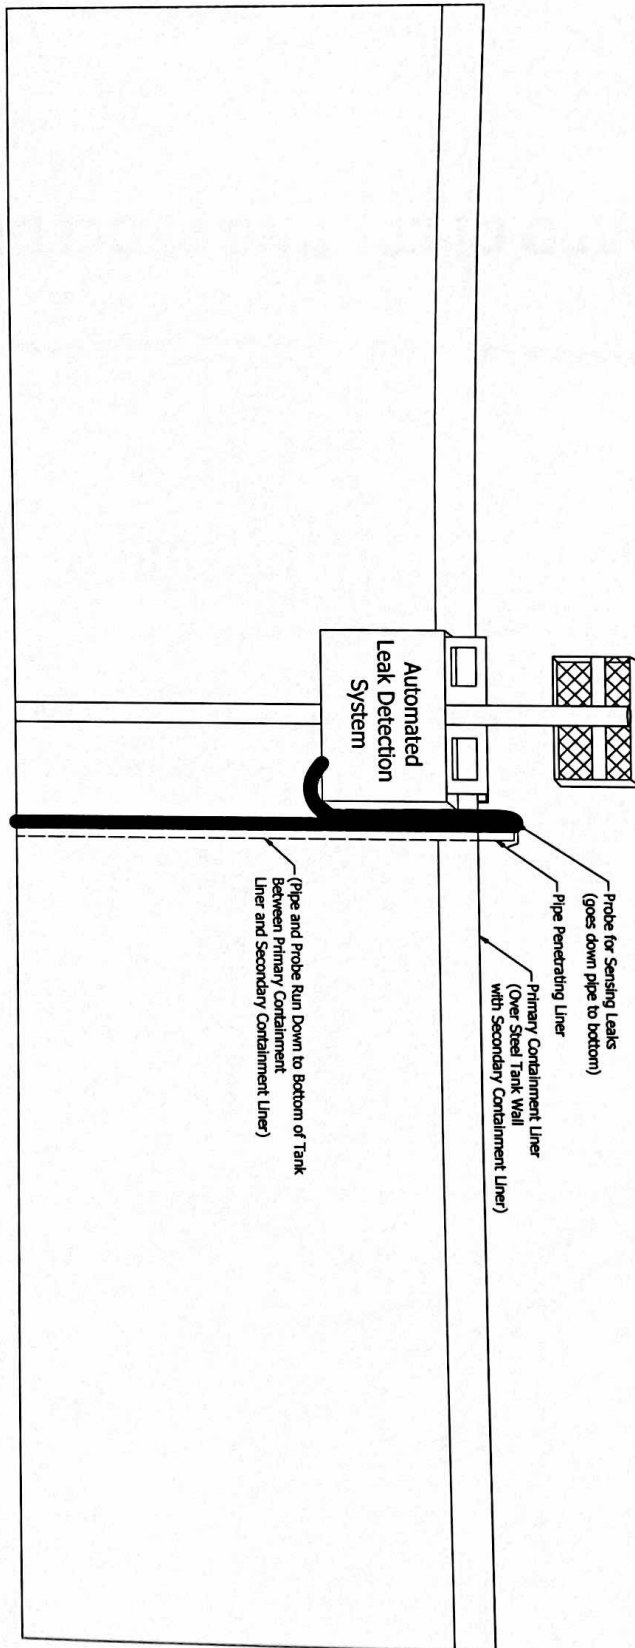 Probe for Sensing Leaks
(goes down pipe to bottom)
Pipe Penetrating Liner
Primary Containment Liner
(Over Steel Tank Wall
with Secondary Containment Liner)
Automated
Leak Detection
System
(Pipe and Probe Run Down to Bottom of Tank
Between Primary Containment
Liner and Secondary Containment Liner)